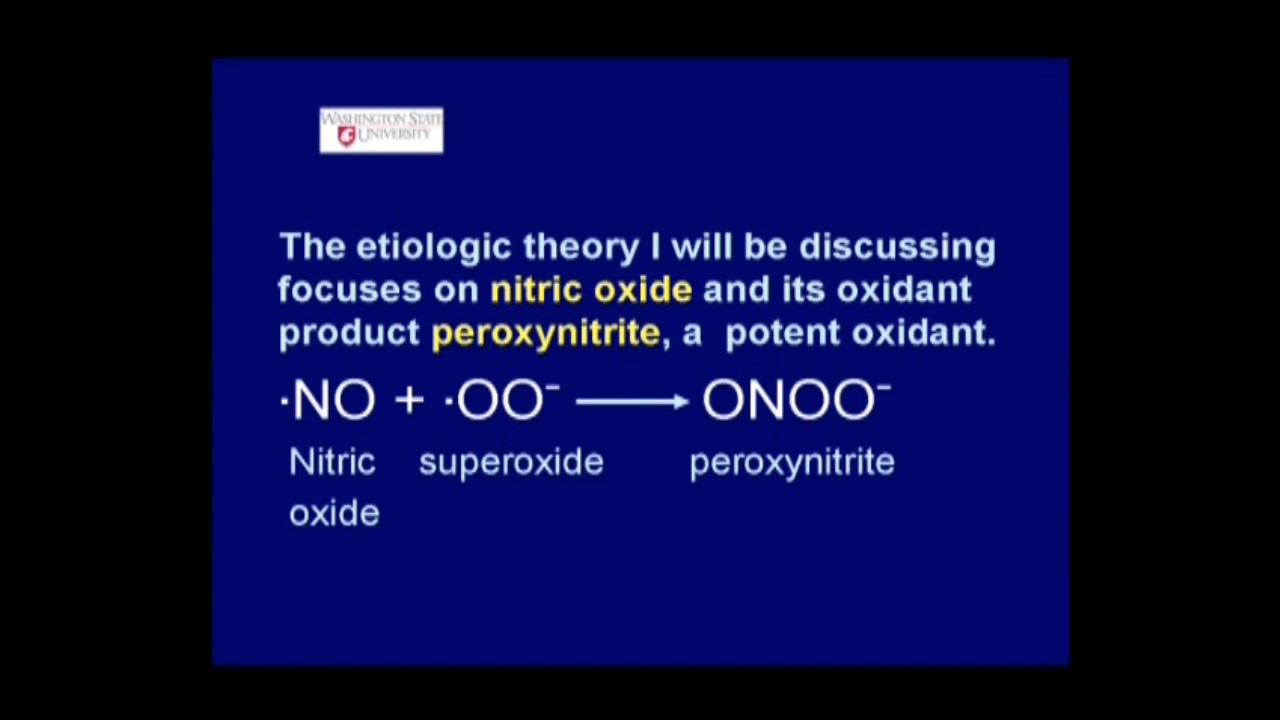 WASHINGTON STATE
UNIVERSITY
The etiologic theory I will be discussing
focuses on nitric oxide and its oxidant
product peroxynitrite, a potent oxidant.
·NO + ·OO⁻ ⟶ ONOO⁻
Nitric superoxide peroxynitrite
oxide